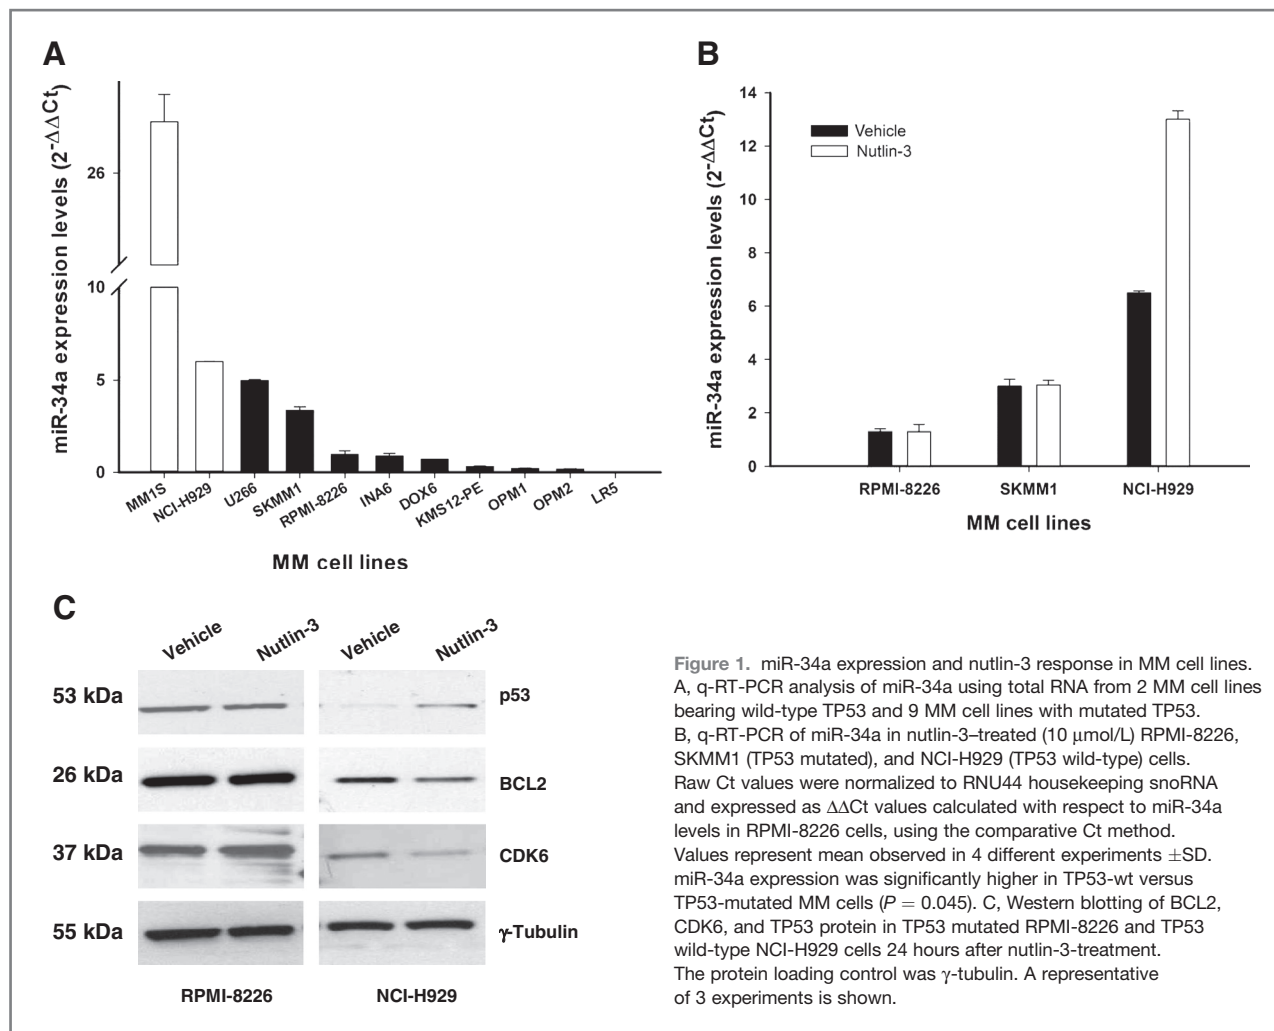 A
miR-34a expression levels (2-ΔΔCt)
26
10
5
0
MM1S
NCI-H929
U266
SKMM1
RPMI-8226
INA6
DOX6
KMS12-PE
OPM1
OPM2
LR5
MM cell lines
B
miR-34a expression levels (2-ΔΔCt)
14
12
10
8
6
4
2
0
Vehicle
Nutlin-3
RPMI-8226
SKMM1
NCI-H929
MM cell lines
C
Vehicle
Nutlin-3
Vehicle
Nutlin-3
53 kDa
p53
26 kDa
BCL2
37 kDa
CDK6
55 kDa
γ-Tubulin
RPMI-8226
NCI-H929
Figure 1. miR-34a expression and nutlin-3 response in MM cell lines.
A, q-RT-PCR analysis of miR-34a using total RNA from 2 MM cell lines
bearing wild-type TP53 and 9 MM cell lines with mutated TP53.
B, q-RT-PCR of miR-34a in nutlin-3–treated (10 μmol/L) RPMI-8226,
SKMM1 (TP53 mutated), and NCI-H929 (TP53 wild-type) cells.
Raw Ct values were normalized to RNU44 housekeeping snoRNA
and expressed as ΔΔCt values calculated with respect to miR-34a
levels in RPMI-8226 cells, using the comparative Ct method.
Values represent mean observed in 4 different experiments ±SD.
miR-34a expression was significantly higher in TP53-wt versus
TP53-mutated MM cells (P = 0.045). C, Western blotting of BCL2,
CDK6, and TP53 protein in TP53 mutated RPMI-8226 and TP53
wild-type NCI-H929 cells 24 hours after nutlin-3-treatment.
The protein loading control was γ-tubulin. A representative
of 3 experiments is shown.